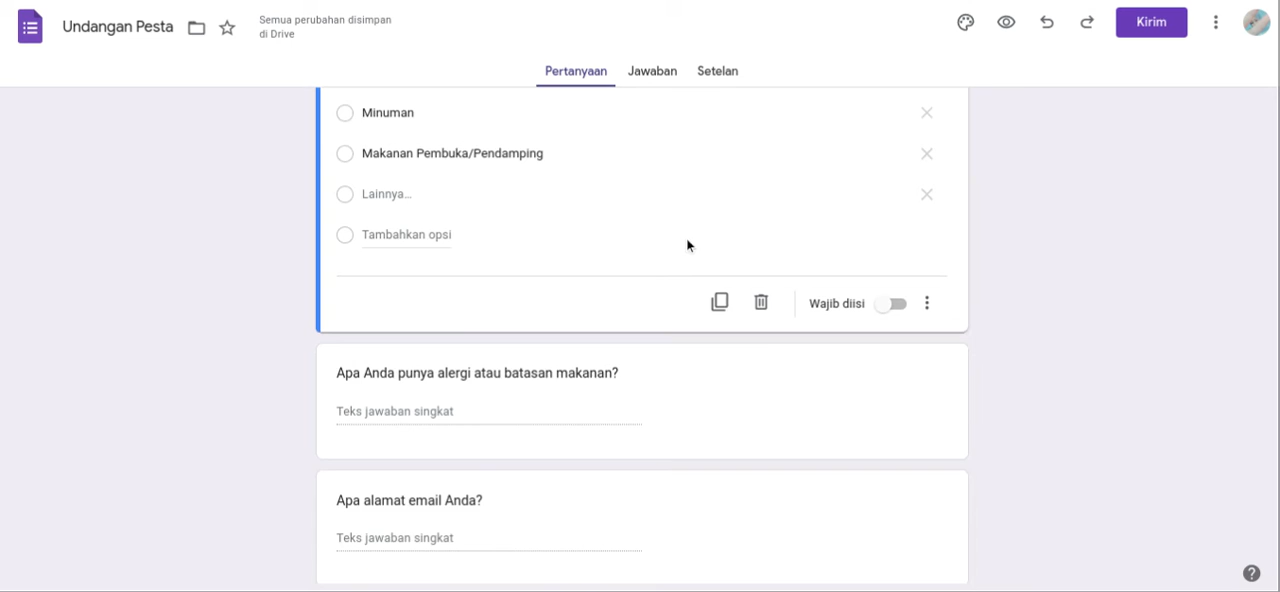 Undangan Pesta
Semua perubahan disimpan
di Drive
Kirim
Pertanyaan Jawaban Setelan
Minuman
Makanan Pembuka/Pendamping
Lainnya...
Tambahkan opsi
Wajib diisi
Apa Anda punya alergi atau batasan makanan?
Teks jawaban singkat
Apa alamat email Anda?
Teks jawaban singkat